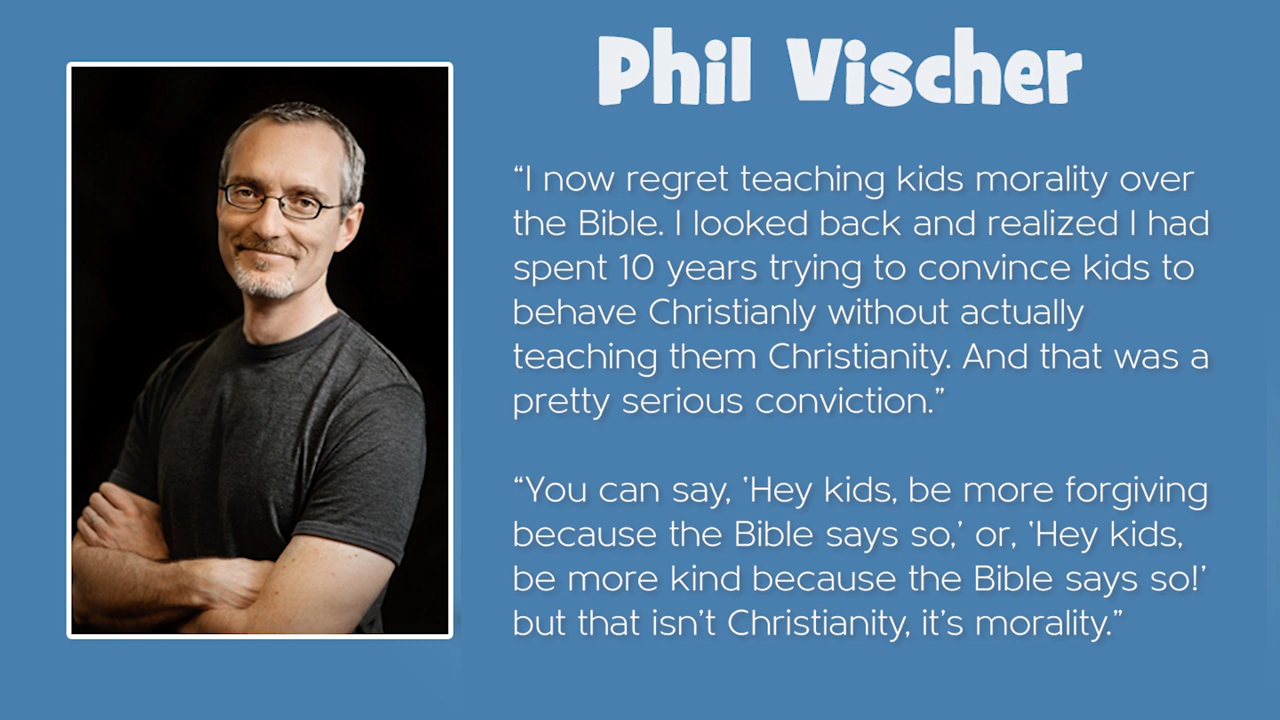 Phil Vischer
“I now regret teaching kids morality over
the Bible. I looked back and realized I had
spent 10 years trying to convince kids to
behave Christianly without actually
teaching them Christianity. And that was a
pretty serious conviction.”
“You can say, ‘Hey kids, be more forgiving
because the Bible says so,’ or, ‘Hey kids,
be more kind because the Bible says so!’
but that isn’t Christianity, it’s morality.”